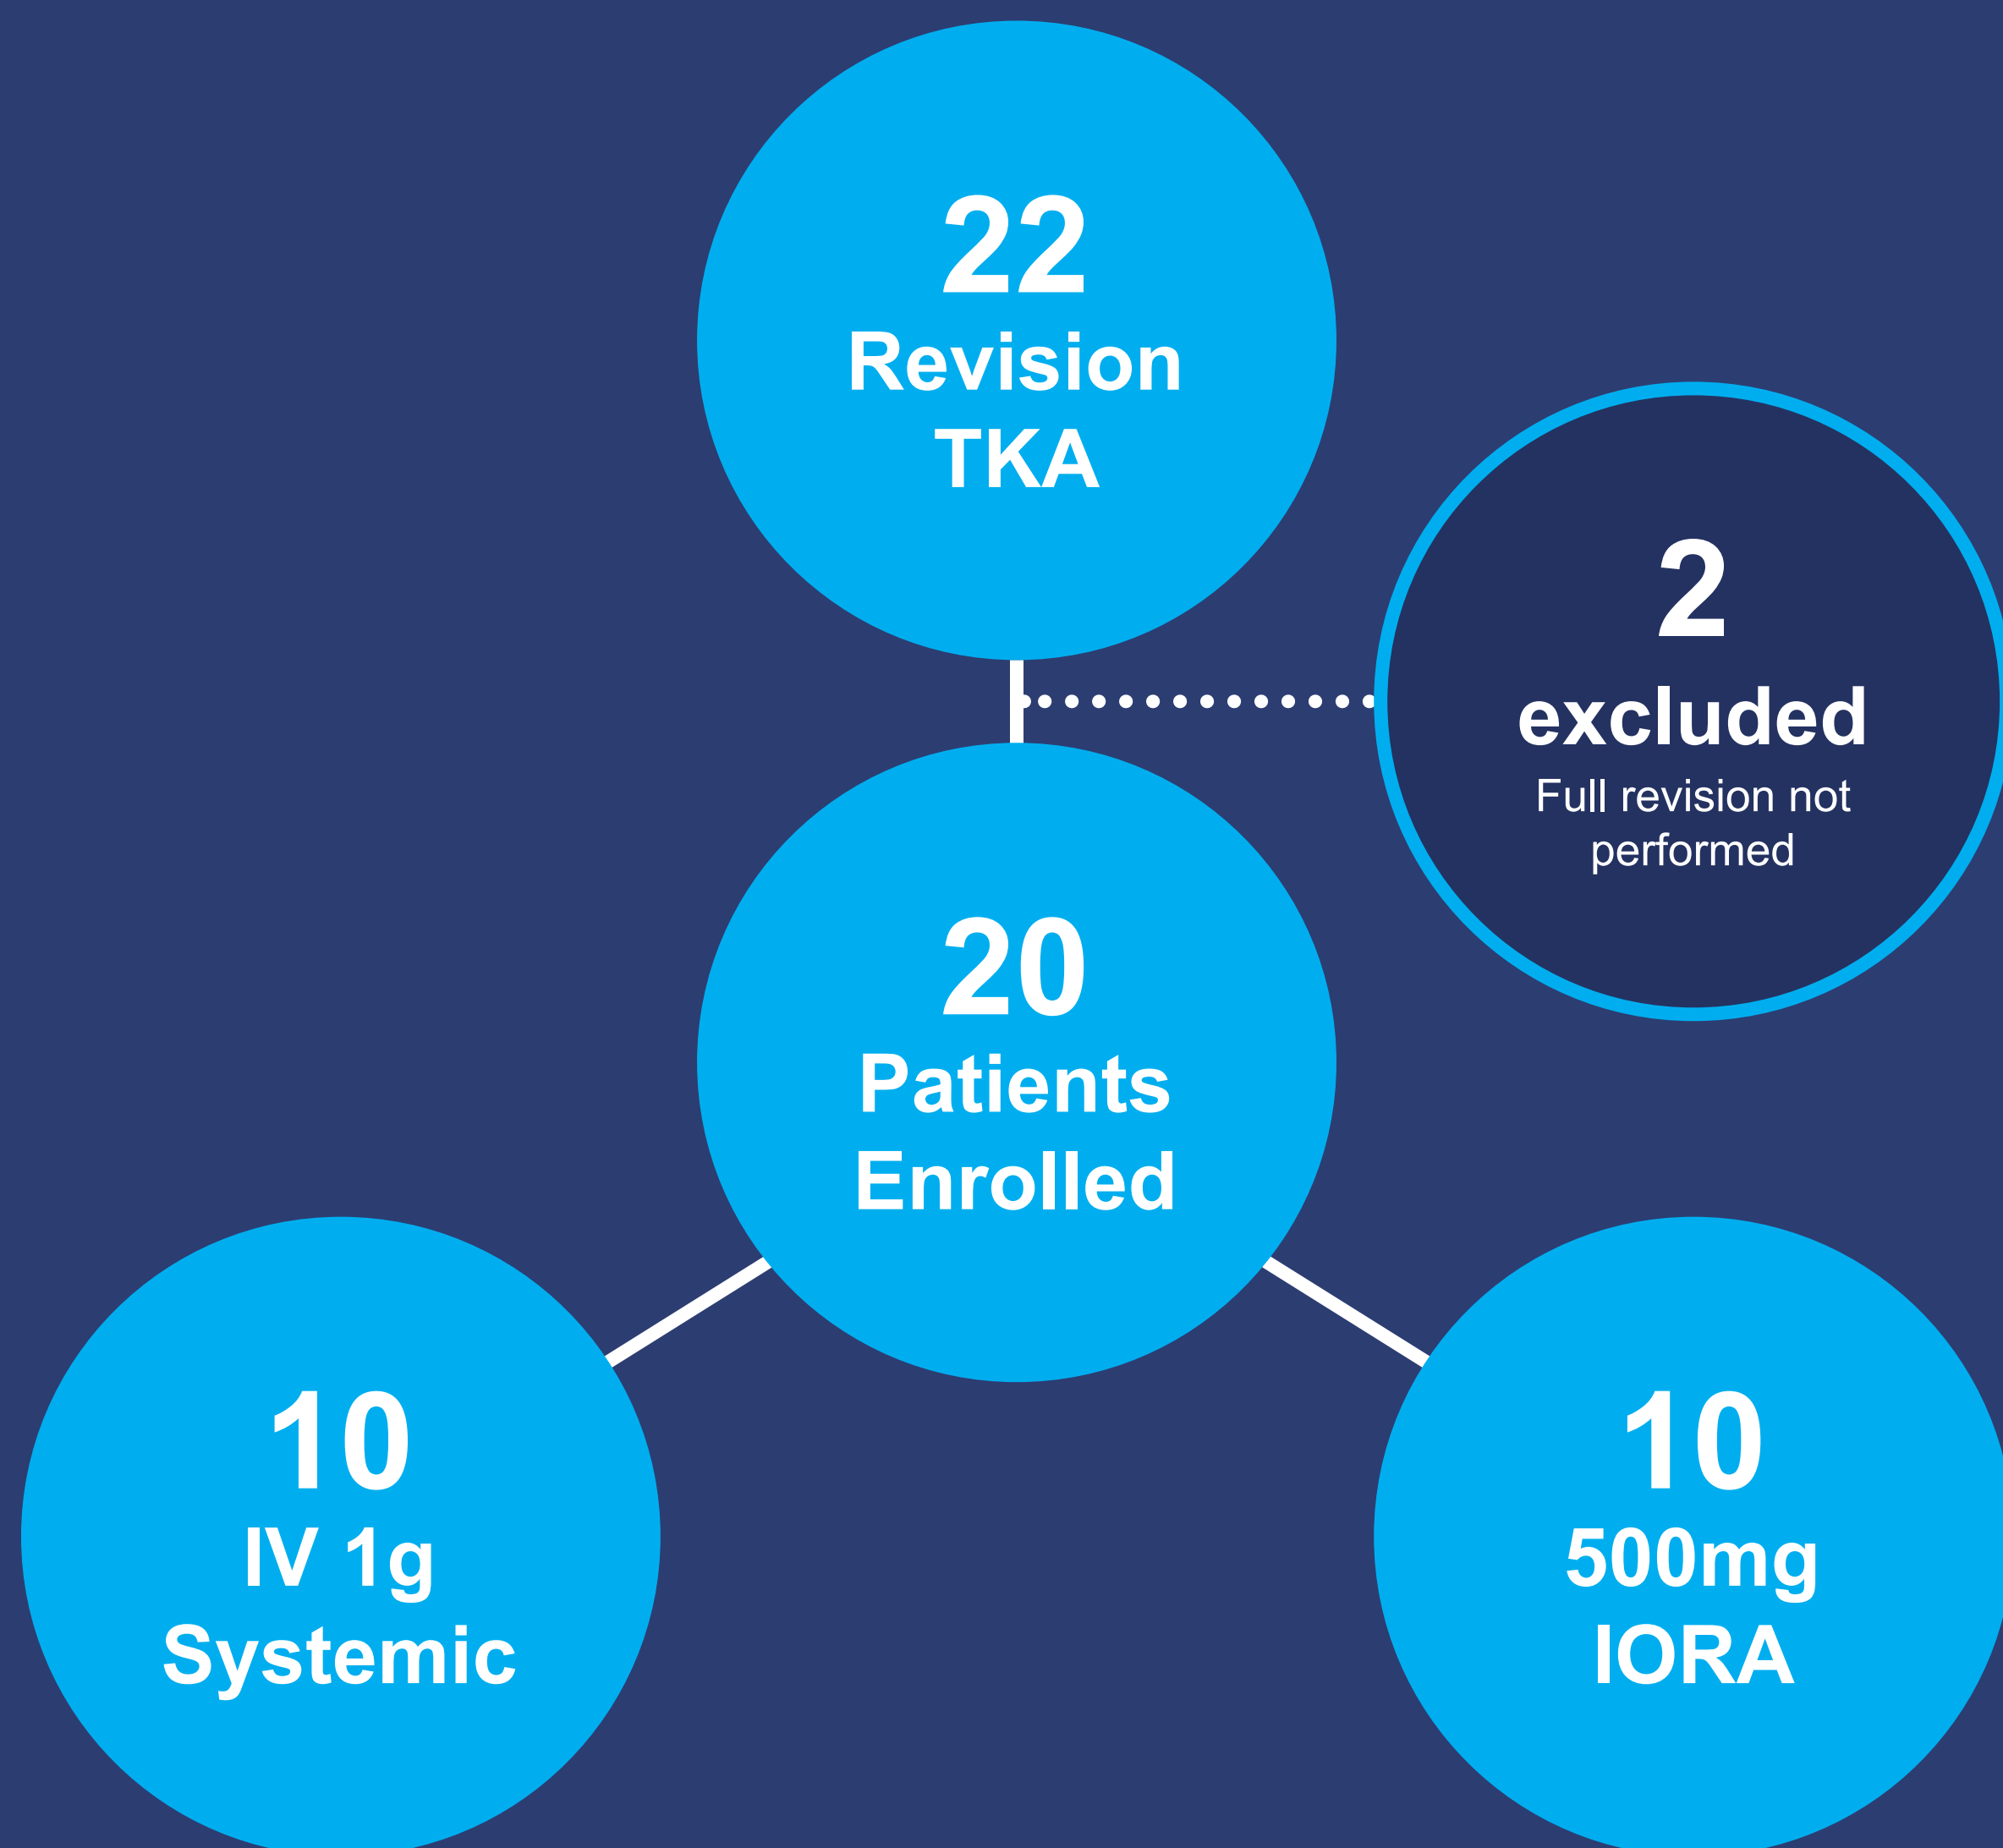 22
Revision
TKA
2
excluded
Full revision not
performed
20
Patients
Enrolled
10
IV 1g
Systemic
10
500mg
IORA